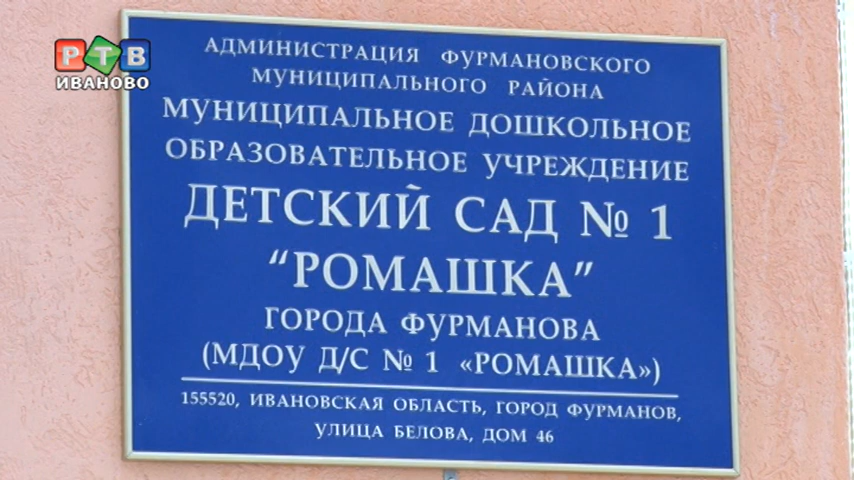 РТВ
ИВАНОВО
АДМИНИСТРАЦИЯ ФУРМАНОВСКОГО
МУНИЦИПАЛЬНОГО РАЙОНА
МУНИЦИПАЛЬНОЕ ДОШКОЛЬНОЕ
ОБРАЗОВАТЕЛЬНОЕ УЧРЕЖДЕНИЕ
ДЕТСКИЙ САД № 1
“РОМАШКА”
ГОРОДА ФУРМАНОВА
(МДОУ Д/С № 1 «РОМАШКА»)
155520, ИВАНОВСКАЯ ОБЛАСТЬ, ГОРОД ФУРМАНОВ,
УЛИЦА БЕЛОВА, ДОМ 46